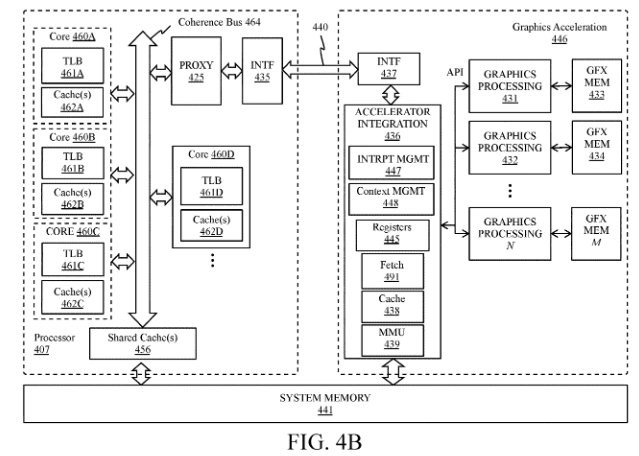 Coherence Bus 464
440
Graphics Acceleration
446
Core 460A
TLB
461A
Cache(s)
462A
PROXY
425
INTF
435
INTF
437
API
GRAPHICS
PROCESSING
431
GFX
MEM
433
ACCELERATOR
INTEGRATION
436
Core 460B
TLB
461B
Cache(s)
462B
Core 460D
TLB
461D
Cache(s)
462D
INTRPT MGMT
447
Context MGMT
448
GRAPHICS
PROCESSING
432
GFX
MEM
434
CORE 460C
TLB
461C
Cache(s)
462C
Registers
445
Fetch
491
Cache
438
MMU
439
GRAPHICS
PROCESSING N
GFX
MEM
M
Processor
407
Shared Cache(s)
456
SYSTEM MEMORY
441
FIG. 4B